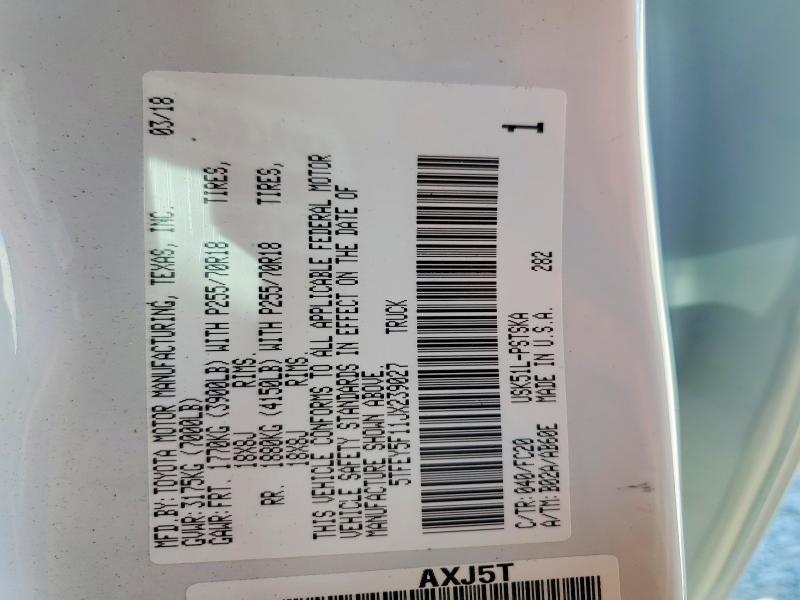 MFD.BY: TOYOTA MOTOR MANUFACTURING, TEXAS, INC. 03/18
GVWR: 3175KG (7000LB)
GAWR: FRT. 1770KG (3900LB) WITH P255/70R18 TIRES,
18X8J RIMS.
RR. 1880KG (4150LB) WITH P255/70R18 TIRES,
18X8J RIMS.
THIS VEHICLE CONFORMS TO ALL APPLICABLE FEDERAL MOTOR
VEHICLE SAFETY STANDARDS IN EFFECT ON THE DATE OF
MANUFACTURE SHOWN ABOVE.
5TFEY5F11JX239027 TRUCK
1
C/TR: 040/FC20 USK51L-PSTSKA
A/TM: B02A/AB60E MADE IN U.S.A. 282
AXJ5T